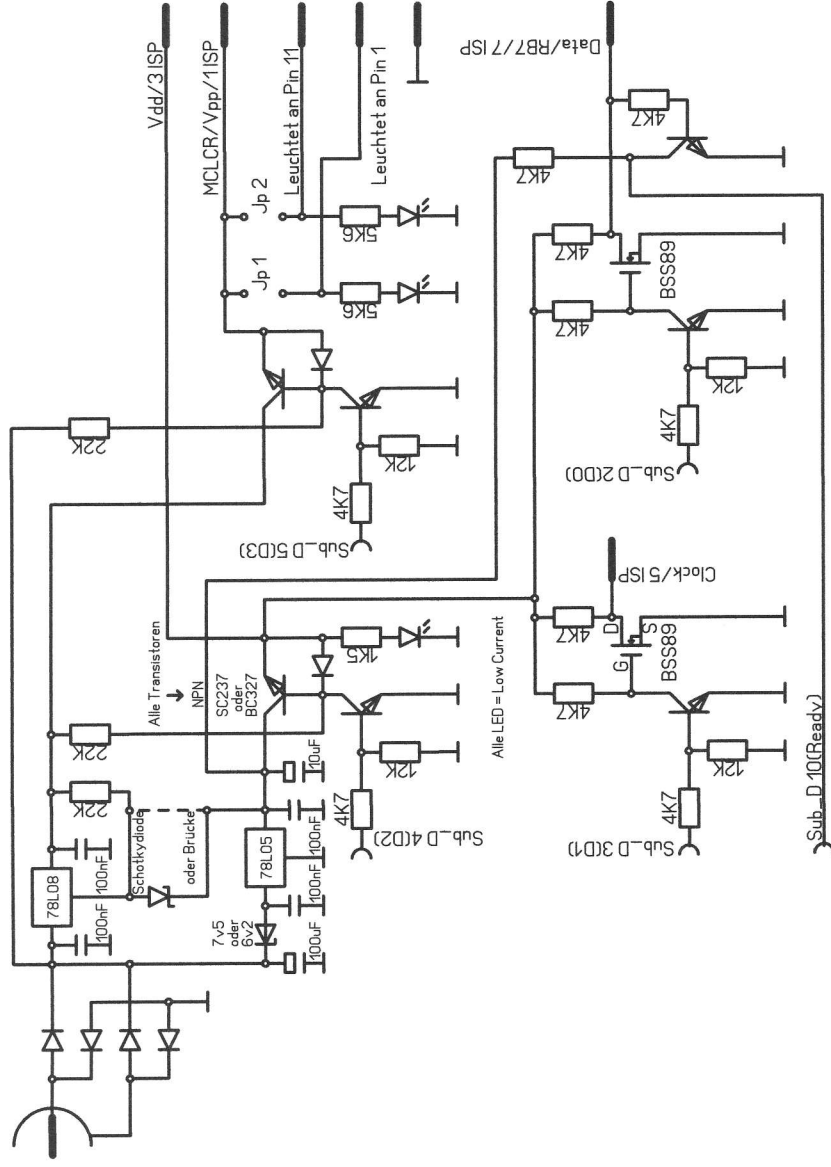 Vdd/3 ISP
MCLCR/Vpp/1ISP
Leuchtet an Pin 11
Leuchtet an Pin 1
Data/RB7/7 ISP
Jp 2
Jp1
5K6
5K6
4K7
4K7
4K7
4K7
BSS89
12K
4K7
Sub_D 2(D0)
22K
12K
4K7
Sub_D 5(D3)
Alle Transistoren
NPN
SC237
oder
BC327
1K5
Alle LED = Low Current
22K
22K
10uF
12K
4K7
Sub_D 4(D2)
Clock/5 ISP
4K7
D
S
G
BSS89
4K7
12K
4K7
Sub_D 3(D1)
Sub_D 10(Ready)
78L08
100nF
100nF
Schotkydiode
oder Brücke
78L05
100nF
100nF
7v5
oder
6v2
100uF